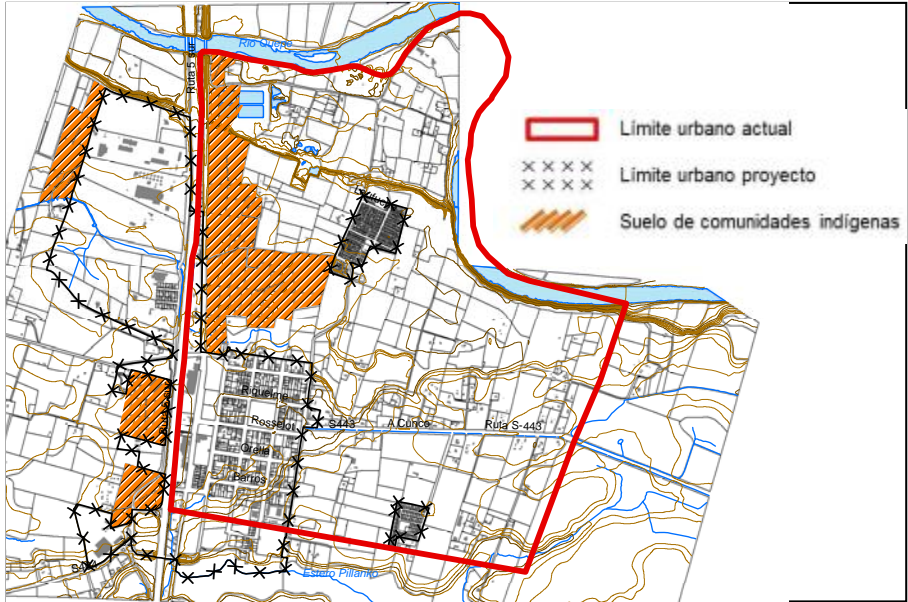 Río Quepe
Ruta 5 sur
Límite urbano actual
Límite urbano proyecto
Suelo de comunidades indígenas
Riquelme
Rosselot
S443
A Cunco
Ruta S-443
Orella
Barros
Estero Pillanko